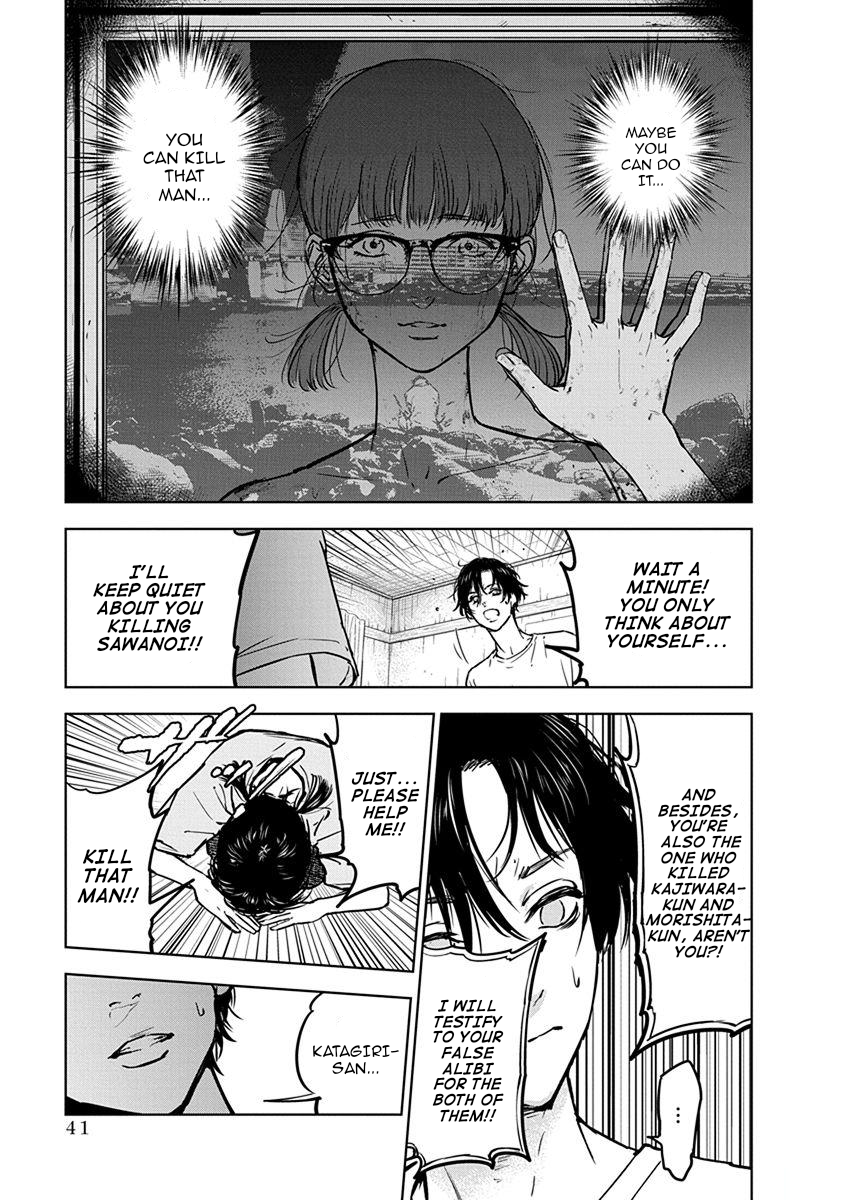 MAYBE
YOU
CAN DO
IT...
YOU
CAN KILL
THAT
MAN...
WAIT A
MINUTE!
YOU ONLY
THINK ABOUT
YOURSELF...
I'LL
KEEP QUIET
ABOUT YOU
KILLING
SAWANOI!!
AND
BESIDES,
YOU'RE
ALSO THE
ONE WHO
KILLED
KAJIWARA-
KUN AND
MORISHITA-
KUN, AREN'T
YOU?!
...
I WILL
TESTIFY
TO YOUR
FALSE
ALIBI
FOR THE
BOTH OF
THEM!!
JUST...
PLEASE
HELP
ME!!
KILL
THAT
MAN!!
KATAGIRI-
SAN...
41